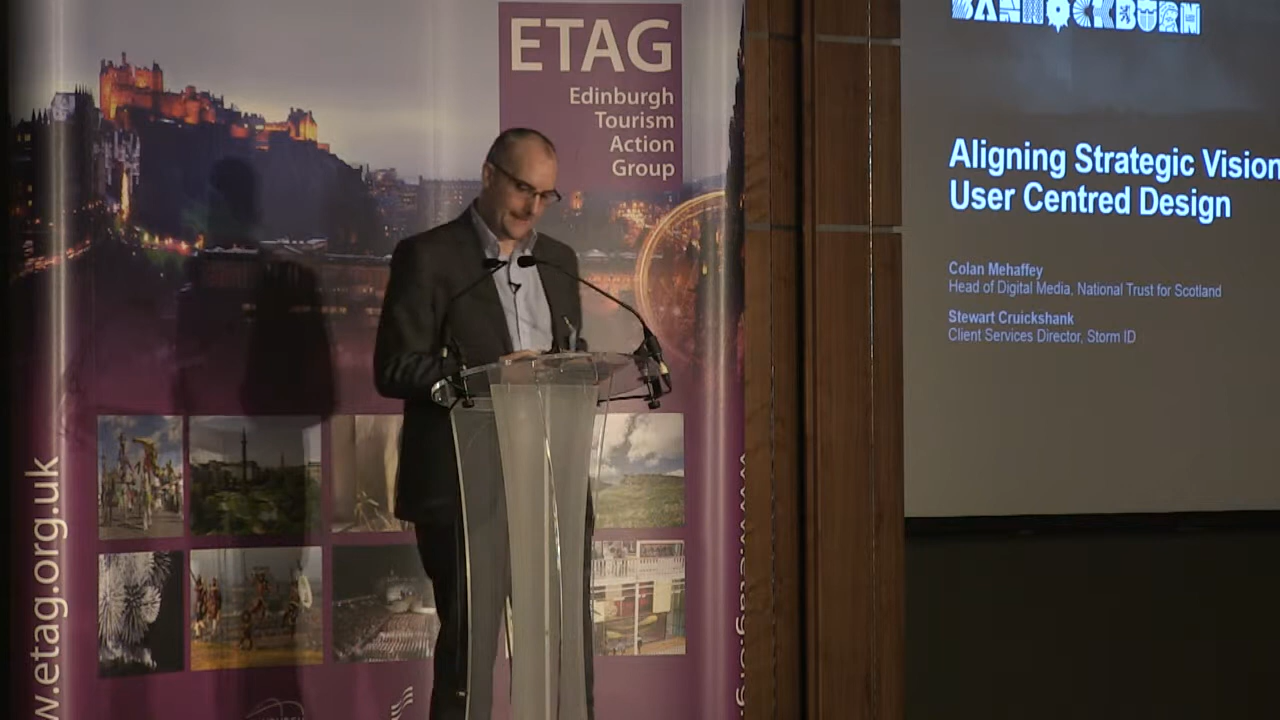 ETAG
Edinburgh
Tourism
Action
Group
w.etag.org.uk
BANNOCKBURN
Aligning Strategic Vision
User Centred Design
Colan Mehaffey
Head of Digital Media, National Trust for Scotland
Stewart Cruickshank
Client Services Director, Storm ID